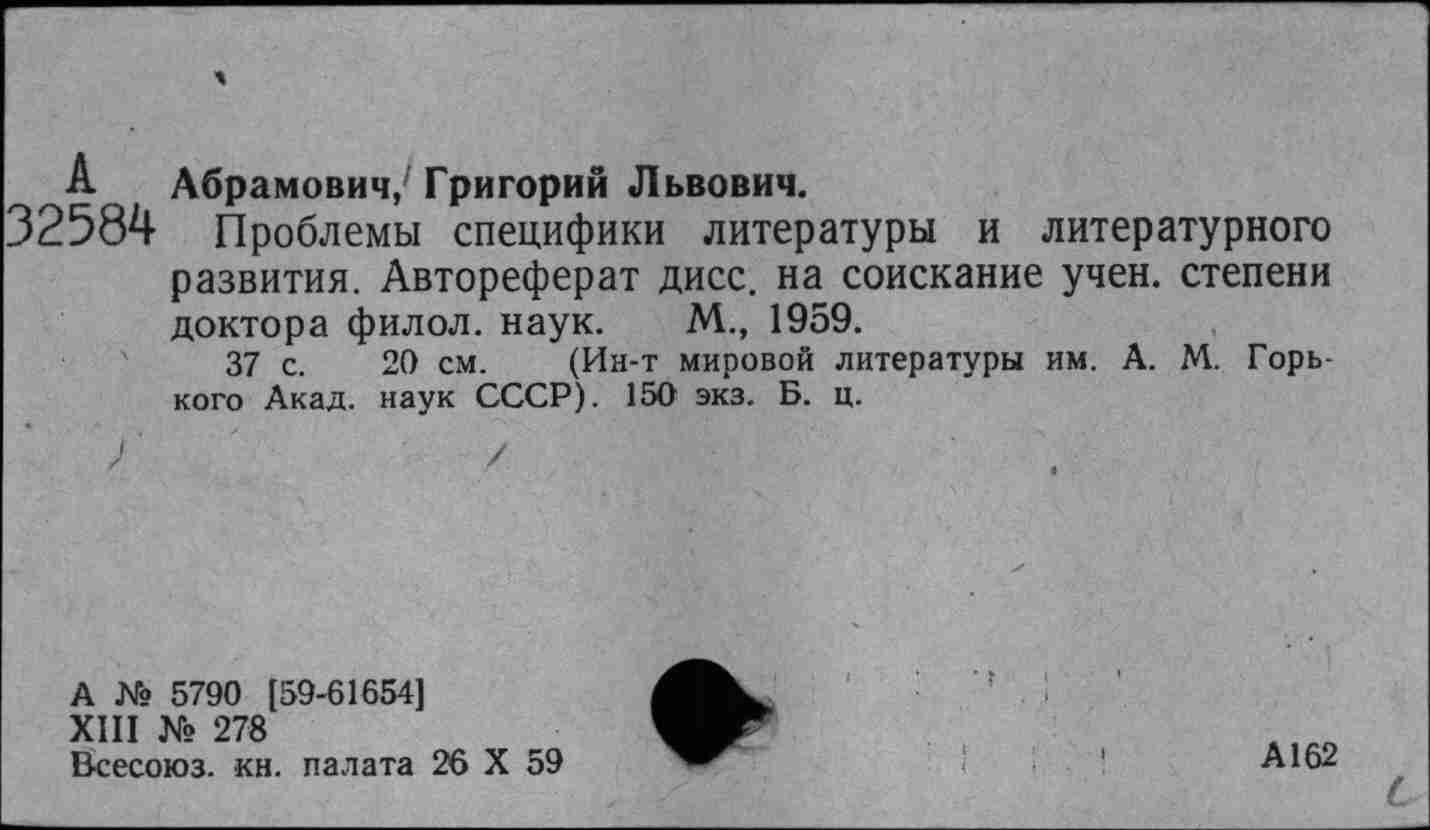 А Абрамович, Григорий Львович.
32584 Проблемы специфики литературы и литературного
развития. Автореферат дисс. на соискание учен. степени
доктора филол. наук. М., 1959.
37 с. 20 см. (Ин-т мировой литературы им. А. М. Горь-
кого Акад. наук СССР). 150 экз. Б. ц.
А № 5790 [59-61654]
XIII № 278
Всесоюз. кн. палата 26 X 59
А162